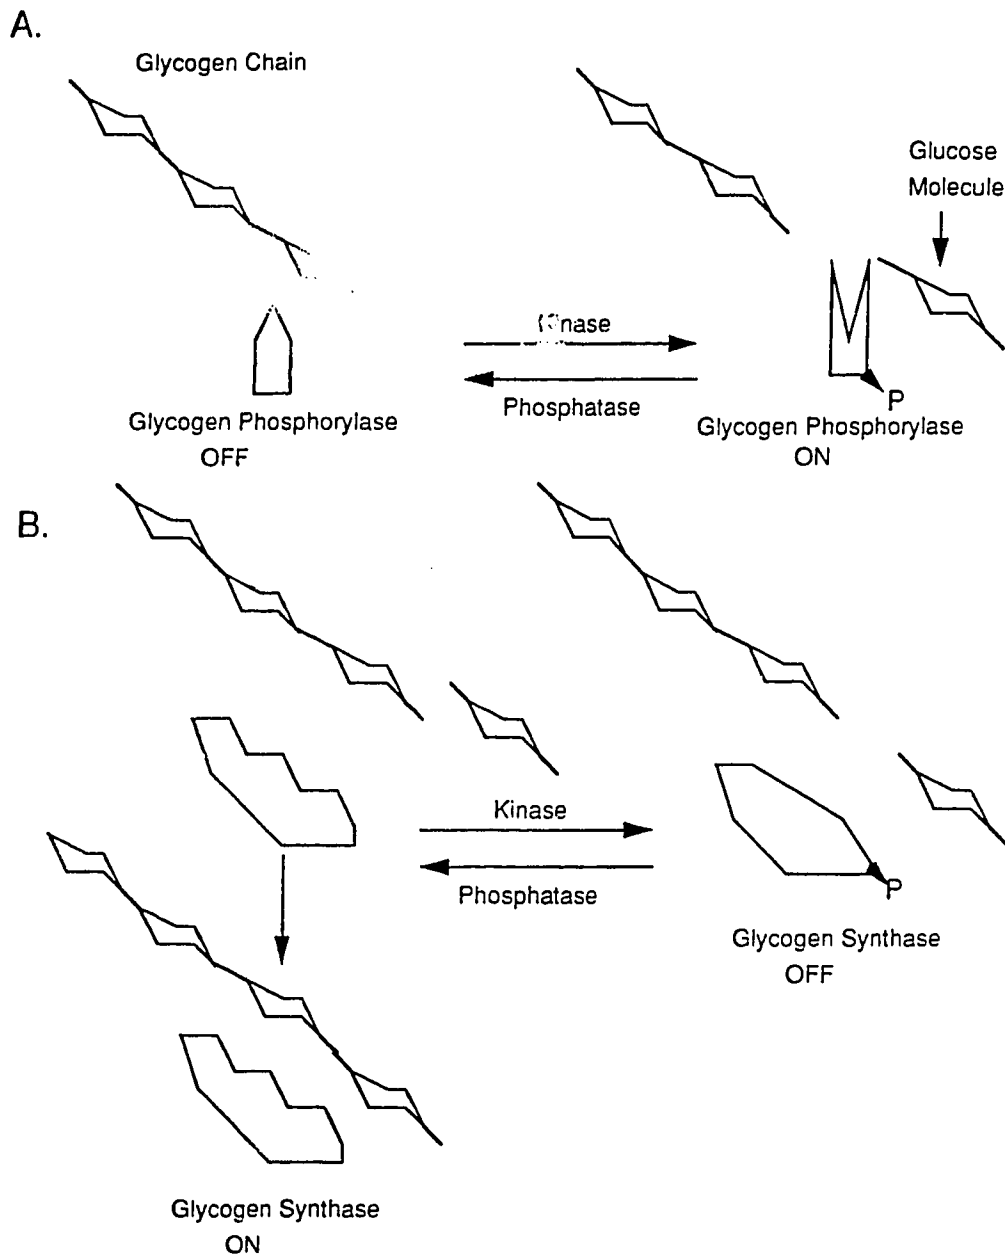 A.
Glycogen Chain
Glucose
Molecule
Kinase
Phosphatase
P
Glycogen Phosphorylase
OFF
Glycogen Phosphorylase
ON
B.
Kinase
Phosphatase
P
Glycogen Synthase
OFF
Glycogen Synthase
ON